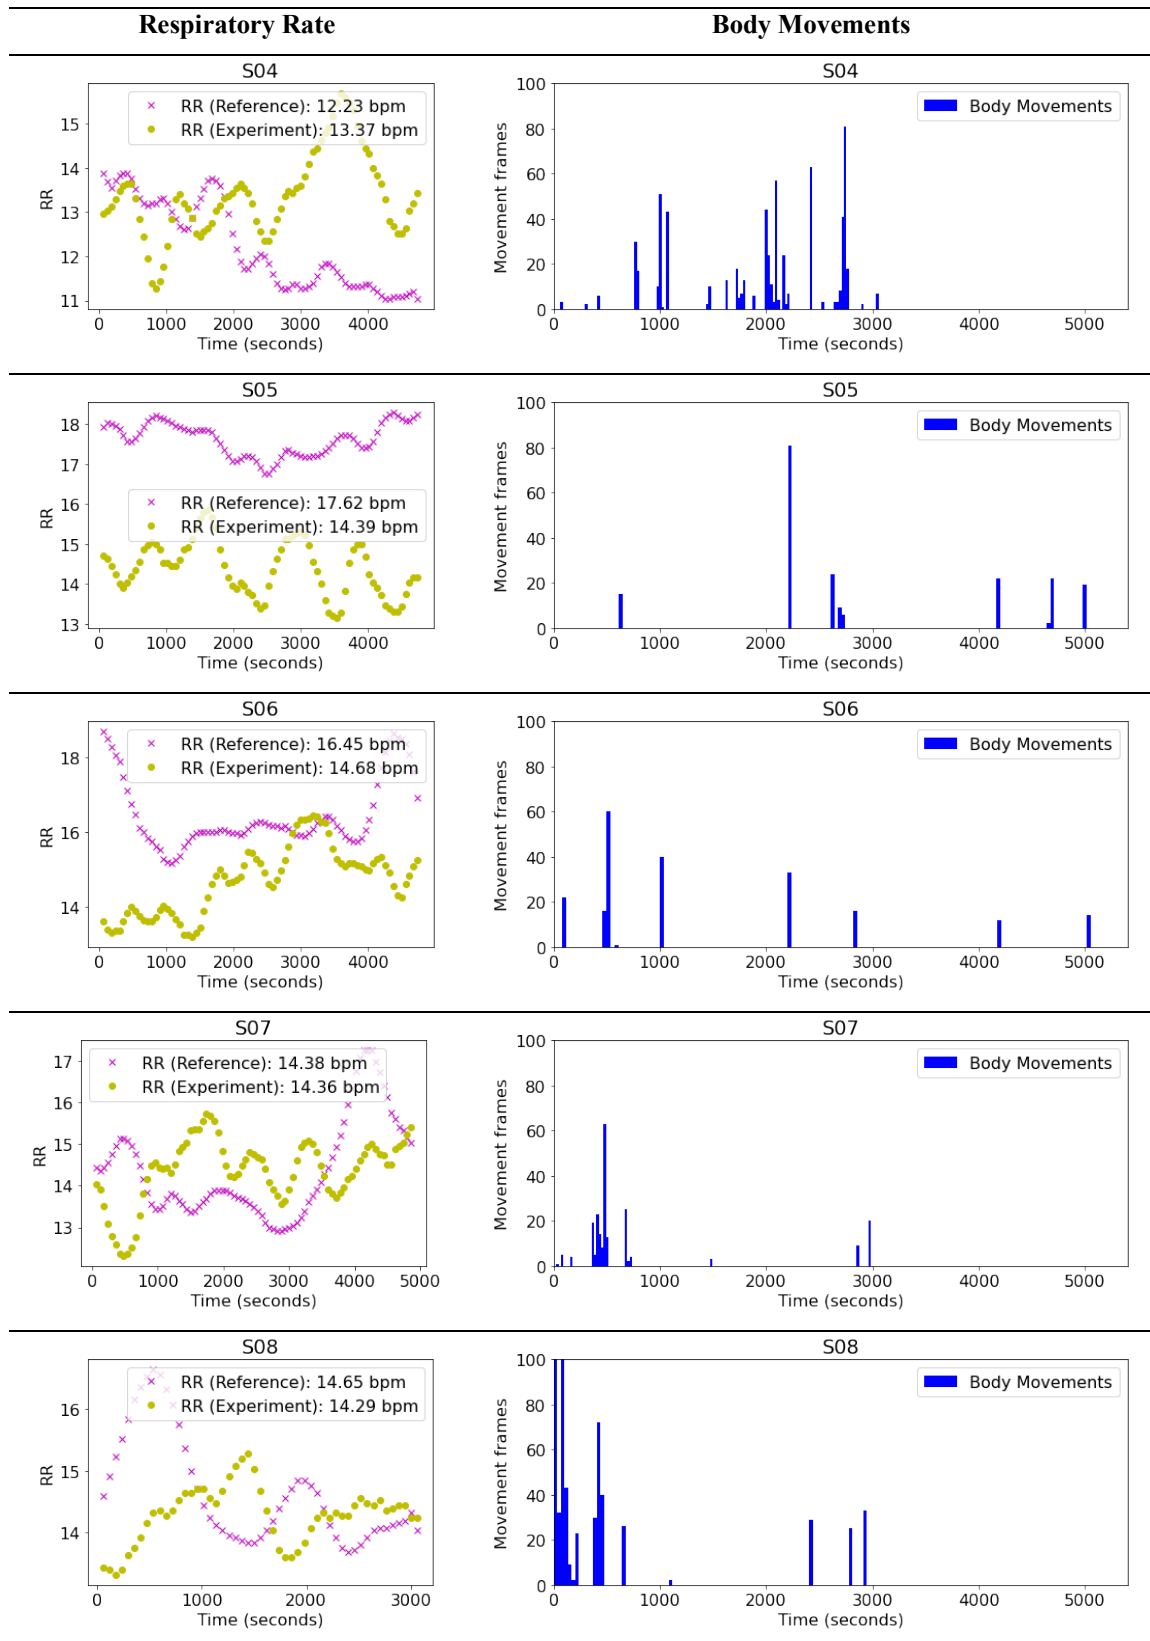 Respiratory Rate Body Movements
S04
RR (Reference): 12.23 bpm
RR (Experiment): 13.37 bpm
15
14
13
12
11
RR
0 1000 2000 3000 4000
Time (seconds)
S04
Body Movements
100
80
60
40
20
0
Movement frames
0 1000 2000 3000 4000 5000
Time (seconds)
S05
18
17
16
15
14
13
RR
RR (Reference): 17.62 bpm
RR (Experiment): 14.39 bpm
0 1000 2000 3000 4000
Time (seconds)
S05
Body Movements
100
80
60
40
20
0
Movement frames
0 1000 2000 3000 4000 5000
Time (seconds)
S06
RR (Reference): 16.45 bpm
RR (Experiment): 14.68 bpm
18
16
14
RR
0 1000 2000 3000 4000
Time (seconds)
S06
Body Movements
100
80
60
40
20
0
Movement frames
0 1000 2000 3000 4000 5000
Time (seconds)
S07
RR (Reference): 14.38 bpm
RR (Experiment): 14.36 bpm
17
16
15
14
13
RR
0 1000 2000 3000 4000 5000
Time (seconds)
S07
Body Movements
100
80
60
40
20
0
Movement frames
0 1000 2000 3000 4000 5000
Time (seconds)
S08
RR (Reference): 14.65 bpm
RR (Experiment): 14.29 bpm
16
15
14
RR
0 1000 2000 3000
Time (seconds)
S08
Body Movements
100
80
60
40
20
0
Movement frames
0 1000 2000 3000 4000 5000
Time (seconds)